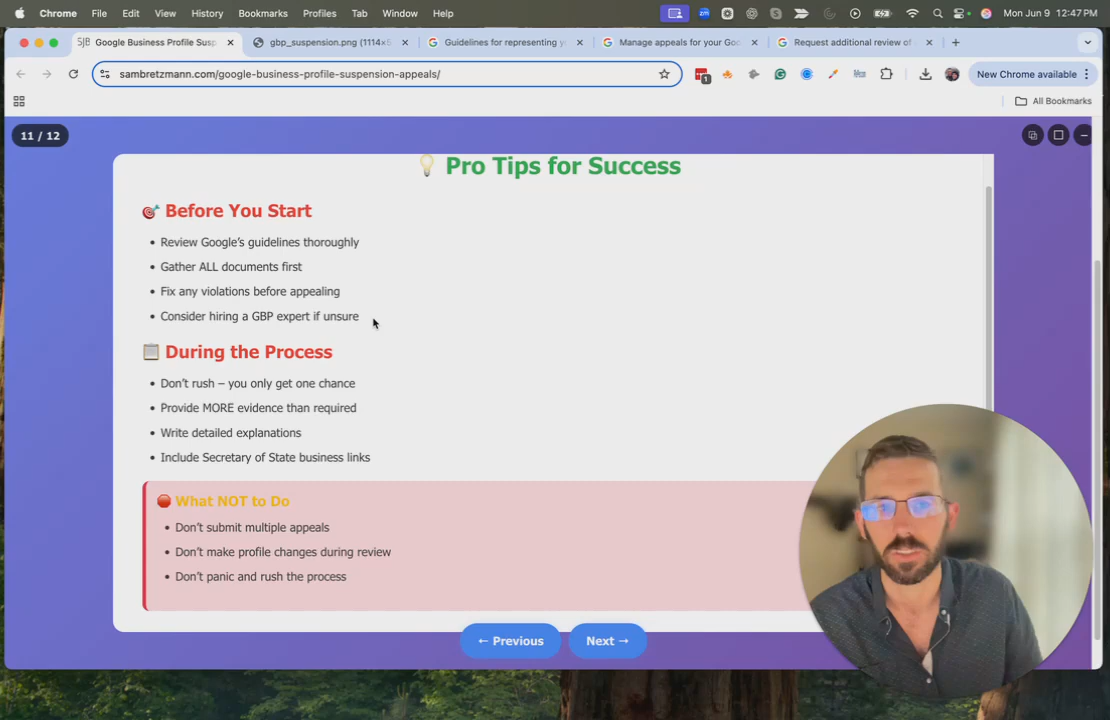 Chrome File Edit View History Bookmarks Profiles Tab Window Help Mon Jun 9 12:47 PM
Google Business Profile Susp
gbp_suspension.png (1114×5
Guidelines for representing y
Manage appeals for your Goo
Request additional review of
sambretzmann.com/google-business-profile-suspension-appeals/
1
New Chrome available
All Bookmarks
11 / 12
Pro Tips for Success
Before You Start
• Review Google's guidelines thoroughly
• Gather ALL documents first
• Fix any violations before appealing
• Consider hiring a GBP expert if unsure
During the Process
• Don't rush – you only get one chance
• Provide MORE evidence than required
• Write detailed explanations
• Include Secretary of State business links
What NOT to Do
• Don't submit multiple appeals
• Don't make profile changes during review
• Don't panic and rush the process
← Previous
Next →